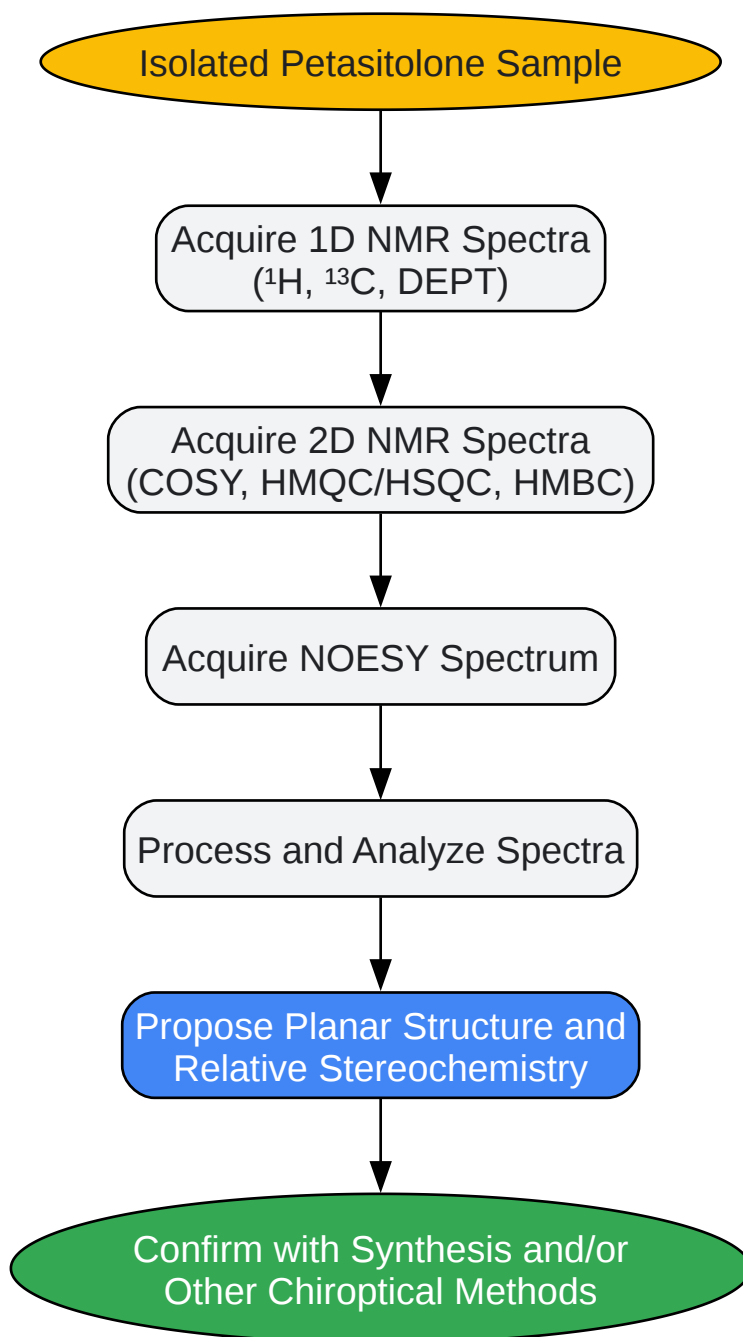 Isolated Petasitolone Sample
Acquire 1D NMR Spectra
(¹H, ¹³C, DEPT)
Acquire 2D NMR Spectra
(COSY, HMQC/HSQC, HMBC)
Acquire NOESY Spectrum
Process and Analyze Spectra
Propose Planar Structure and
Relative Stereochemistry
Confirm with Synthesis and/or
Other Chiroptical Methods